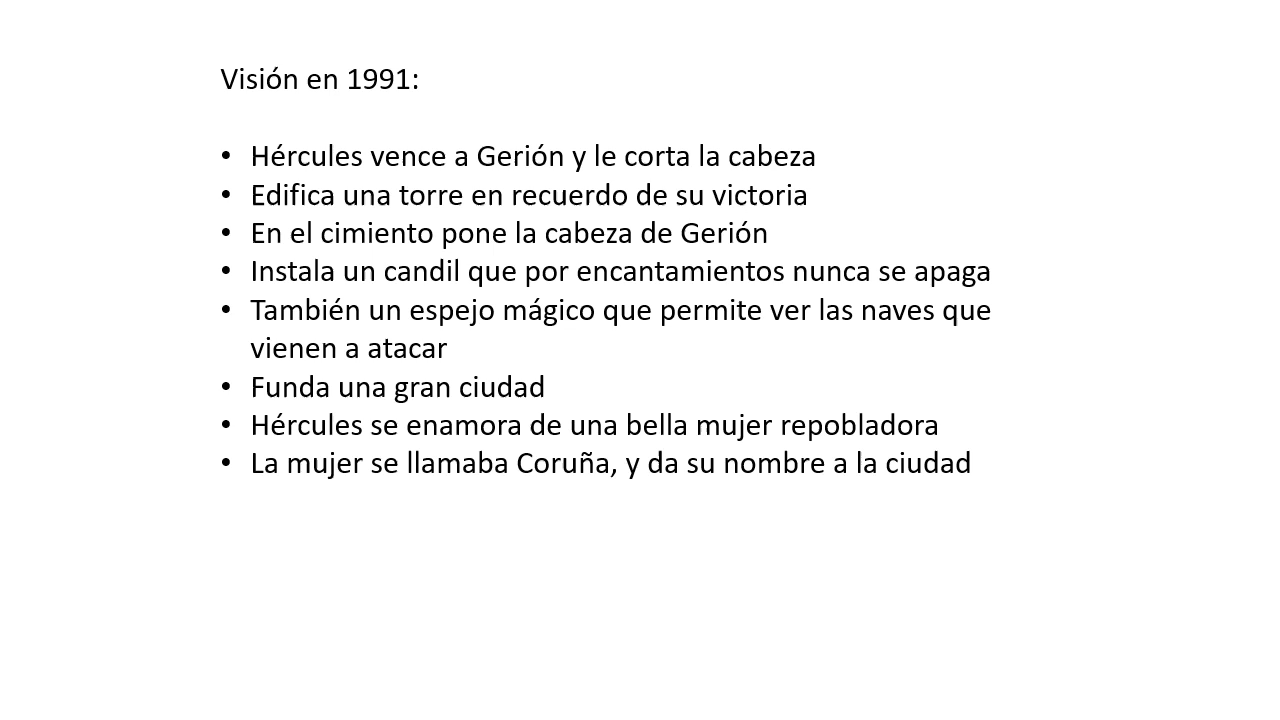 Visión en 1991:
• Hércules vence a Gerión y le corta la cabeza
• Edifica una torre en recuerdo de su victoria
• En el cimiento pone la cabeza de Gerión
• Instala un candil que por encantamientos nunca se apaga
• También un espejo mágico que permite ver las naves que
vienen a atacar
• Funda una gran ciudad
• Hércules se enamora de una bella mujer repobladora
• La mujer se llamaba Coruña, y da su nombre a la ciudad